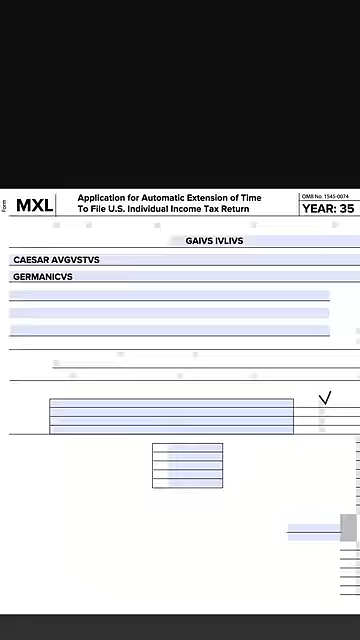 Form MXL
Application for Automatic Extension of Time
To File U.S. Individual Income Tax Return
OMB No. 1545-0074
YEAR: 35
GAIVS IVLIVS
CAESAR AVGVSTVS
GERMANICVS